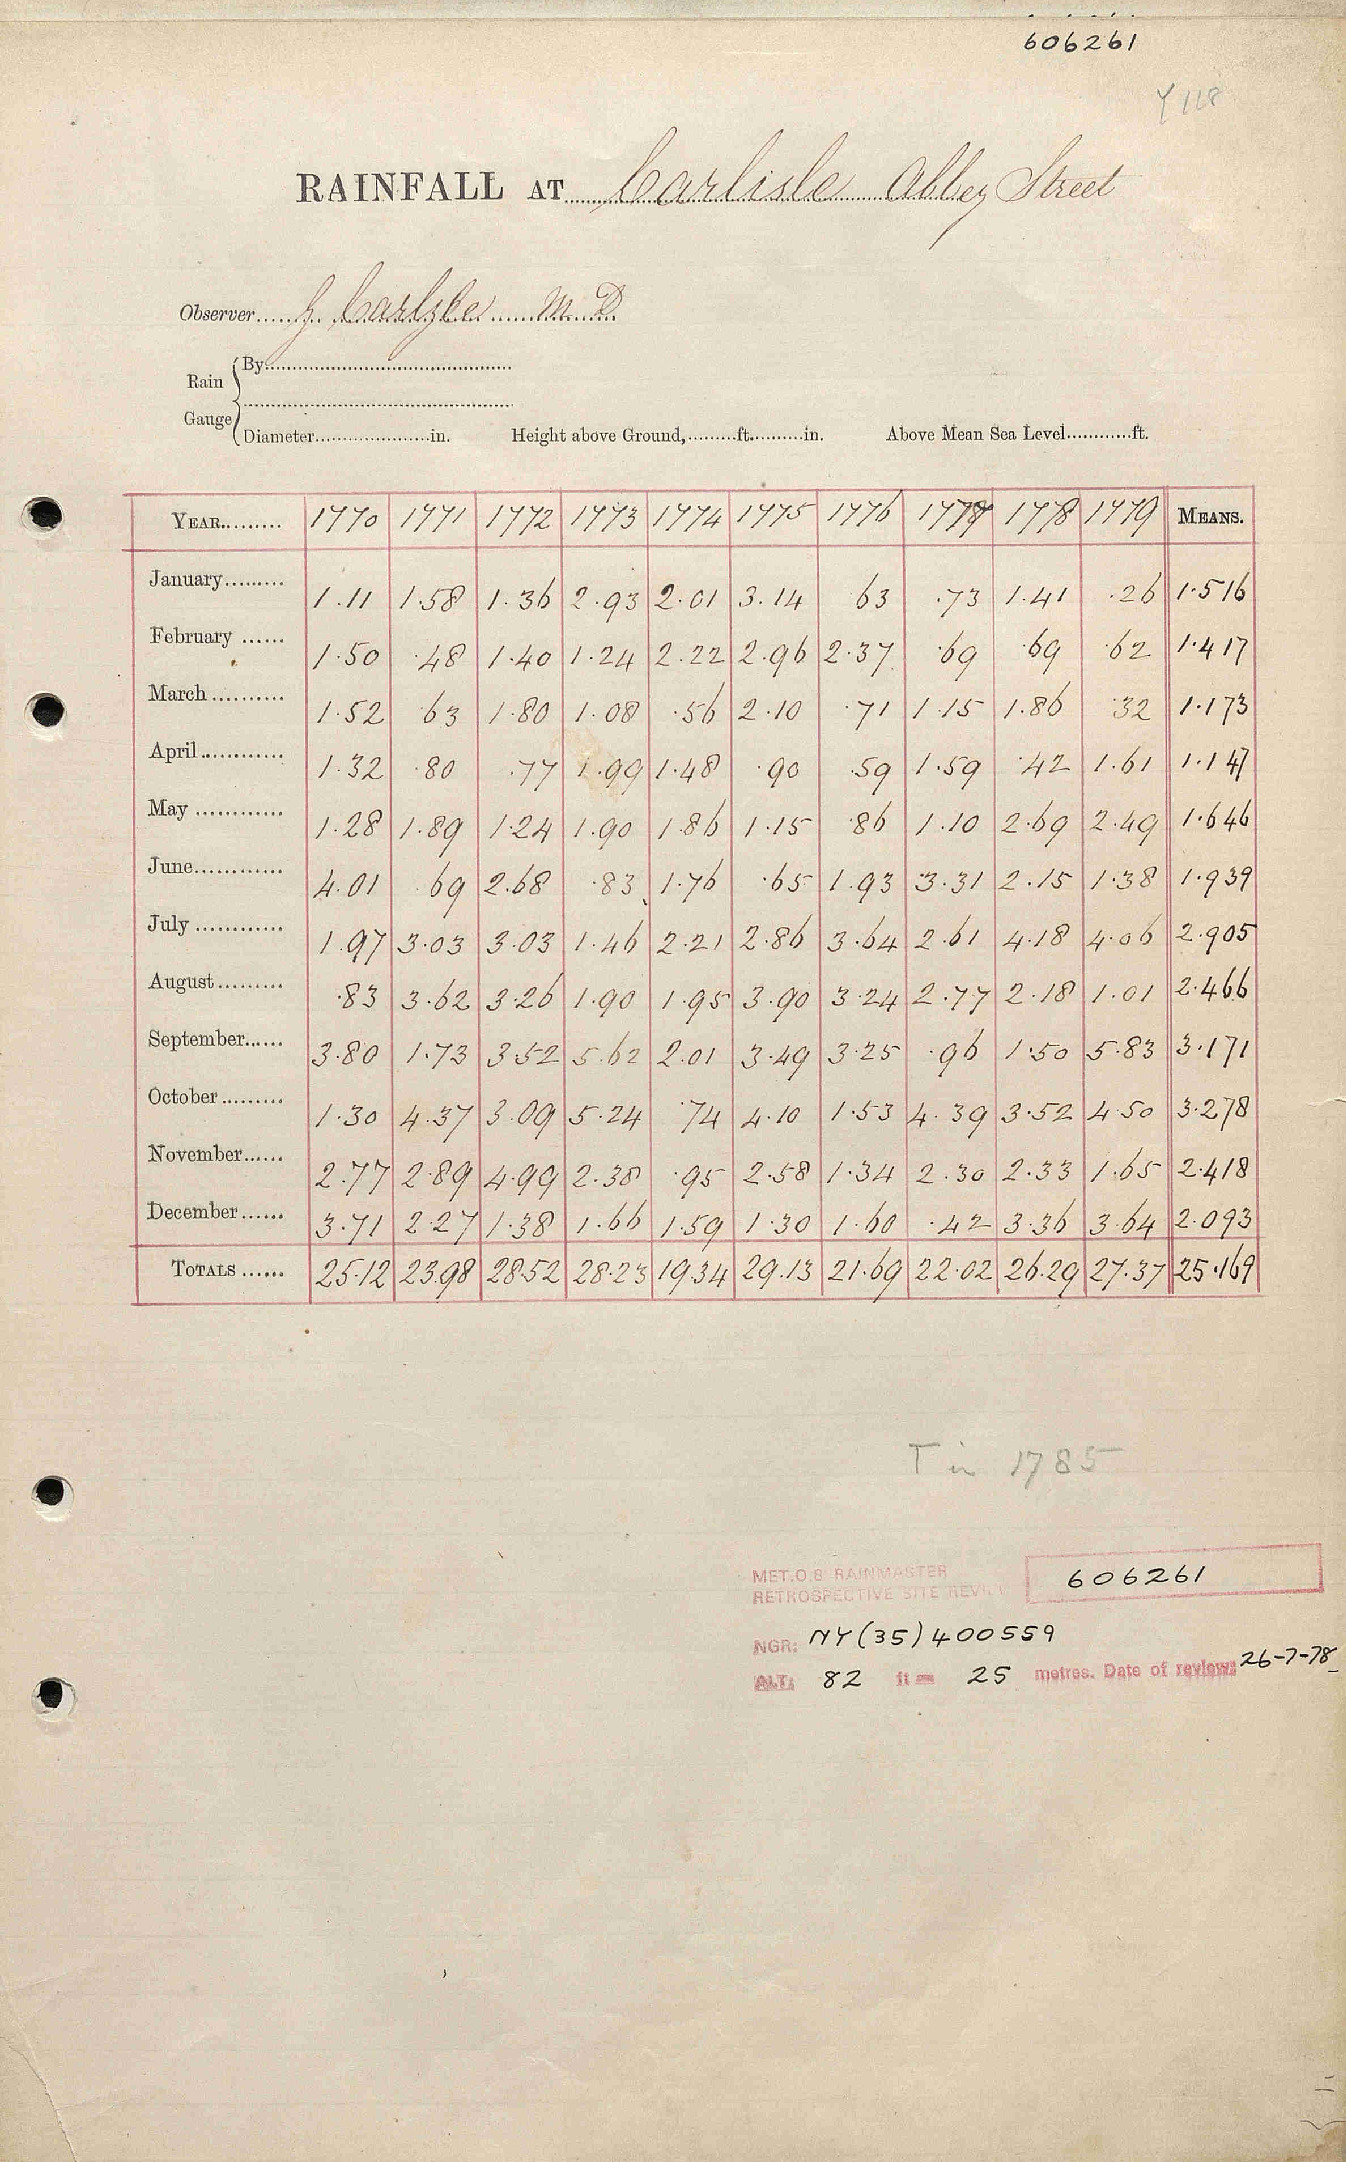 606261
RAINFALL AT Carlisle Abbey Street
Observer G Carlyle M.D.
Rain Gauge
By
Diameter in. Height above Ground, ft. in. Above Mean Sea Level ft.
YEAR 1770 1771 1772 1773 1774 1775 1776 1777 1778 1779 MEANS.
January 1.11 1.58 1.36 2.93 2.01 3.14 .63 .73 1.41 .26 1.516
February 1.50 .48 1.40 1.24 2.22 2.96 2.37 .69 .69 .62 1.417
March 1.52 .63 1.80 1.08 .56 2.10 .71 1.15 1.86 .32 1.173
April 1.32 .80 .77 1.99 1.48 .90 .59 1.59 .42 1.61 1.147
May 1.28 1.89 1.24 1.90 1.86 1.15 .86 1.10 2.69 2.49 1.646
June 4.01 .69 2.68 .83 1.76 .65 1.93 3.31 2.15 1.38 1.939
July 1.97 3.03 3.03 1.46 2.21 2.86 3.64 2.61 4.18 4.06 2.905
August .83 3.62 3.26 1.90 1.95 3.90 3.24 2.77 2.18 1.01 2.466
September 3.80 1.73 3.52 5.62 2.01 3.49 3.25 .96 1.50 5.83 3.171
October 1.30 4.37 3.09 5.24 .74 4.10 1.53 4.39 3.52 4.50 3.278
November 2.77 2.89 4.99 2.38 .95 2.58 1.34 2.30 2.33 1.65 2.418
December 3.71 2.27 1.38 1.66 1.59 1.30 1.60 .42 3.36 3.64 2.093
TOTALS 25.12 23.98 28.52 28.23 19.34 29.13 21.69 22.02 26.29 27.37 25.169
T in 1785
MET.O.8 RAINMASTER
RETROSPECTIVE SITE REVIEW 606261
NGR: NY(35)400559
ALT: 82 ft = 25 metres. Date of review: 26-7-78